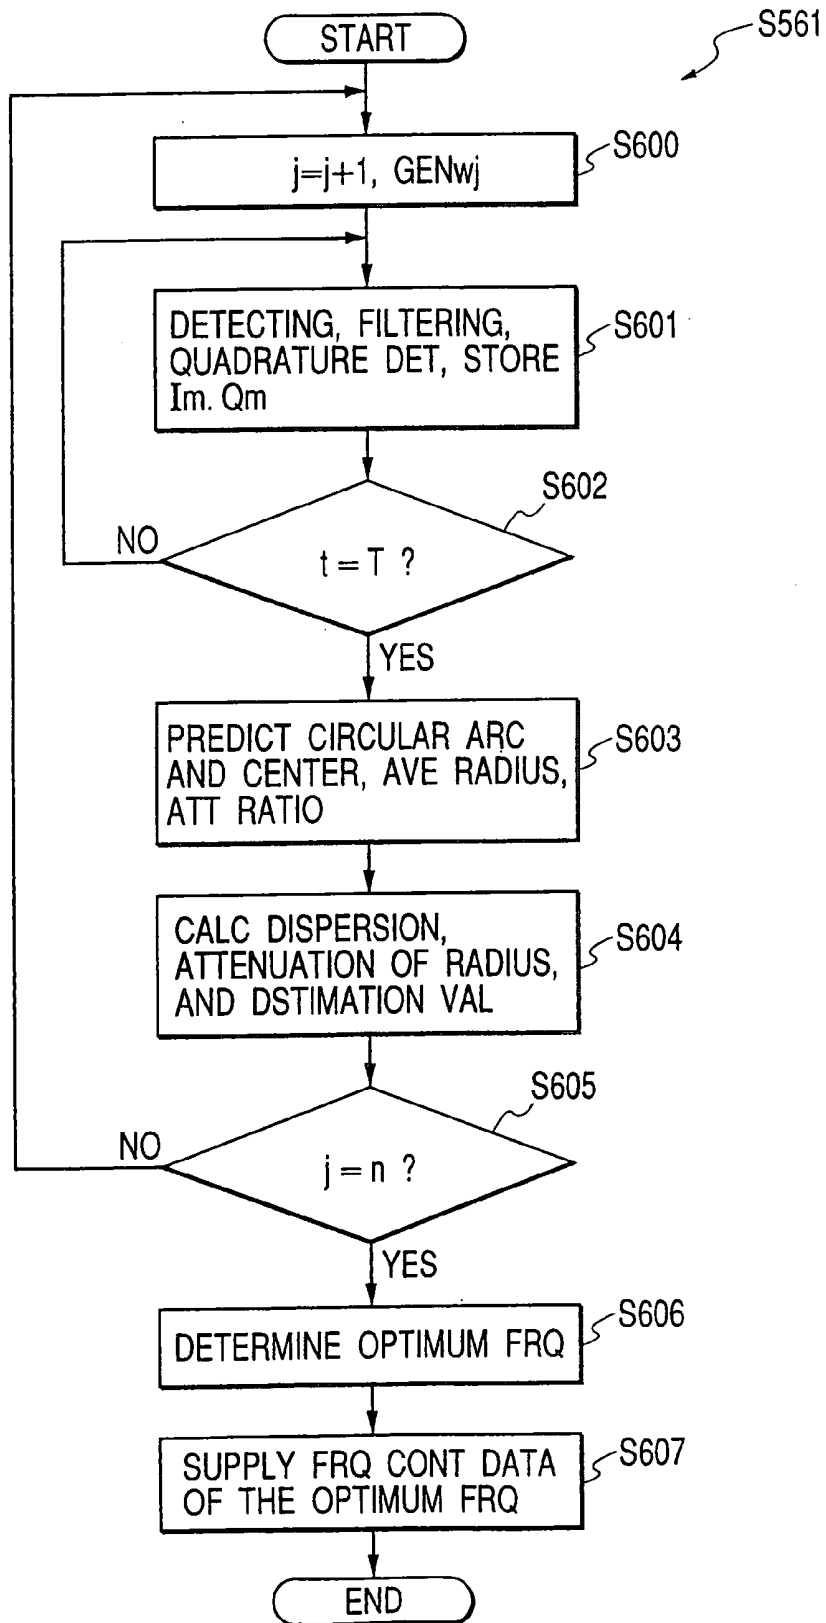 START
S561
j=j+1, GENwj
S600
DETECTING, FILTERING,
QUADRATURE DET, STORE
Im. Qm
S601
S602
t = T ?
NO
YES
PREDICT CIRCULAR ARC
AND CENTER, AVE RADIUS,
ATT RATIO
S603
CALC DISPERSION,
ATTENUATION OF RADIUS,
AND DSTIMATION VAL
S604
S605
j = n ?
NO
YES
DETERMINE OPTIMUM FRQ
S606
SUPPLY FRQ CONT DATA
OF THE OPTIMUM FRQ
S607
END